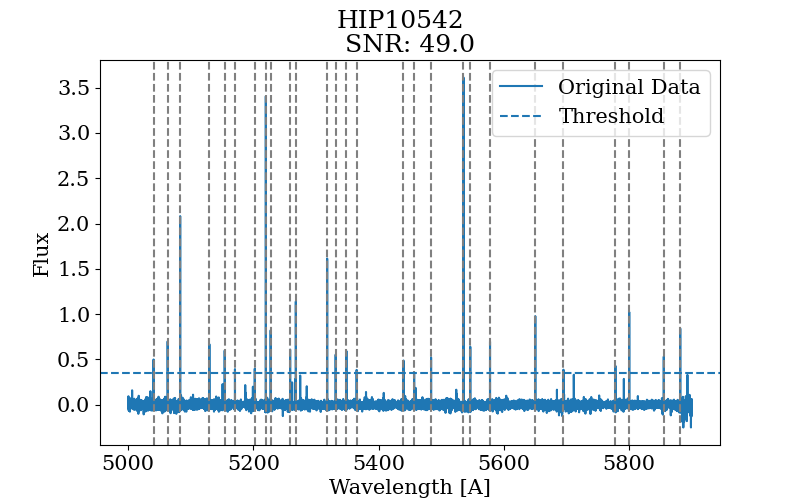 HIP10542
SNR: 49.0
Original Data
Threshold
Flux
3.5
3.0
2.5
2.0
1.5
1.0
0.5
0.0
5000 5200 5400 5600 5800
Wavelength [A]